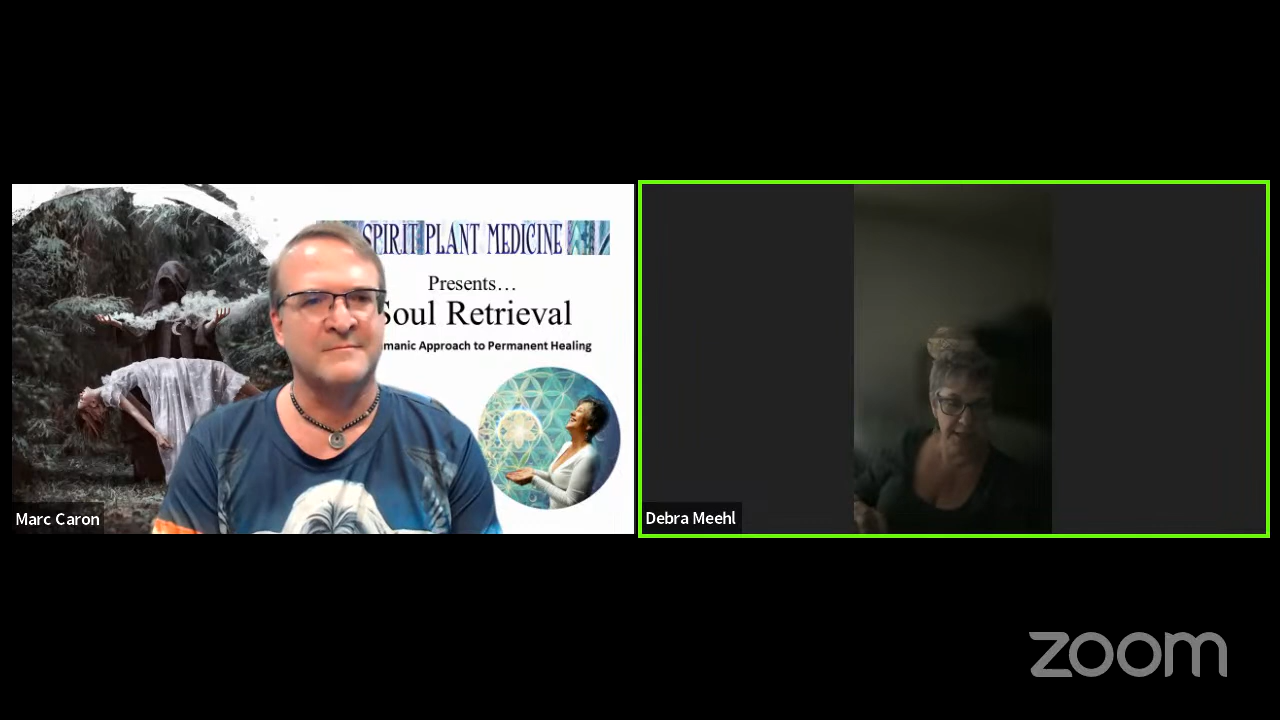 SPIRIT PLANT MEDICINE
Presents…
Soul Retrieval
manic Approach to Permanent Healing
Marc Caron
Debra Meehl
zoom